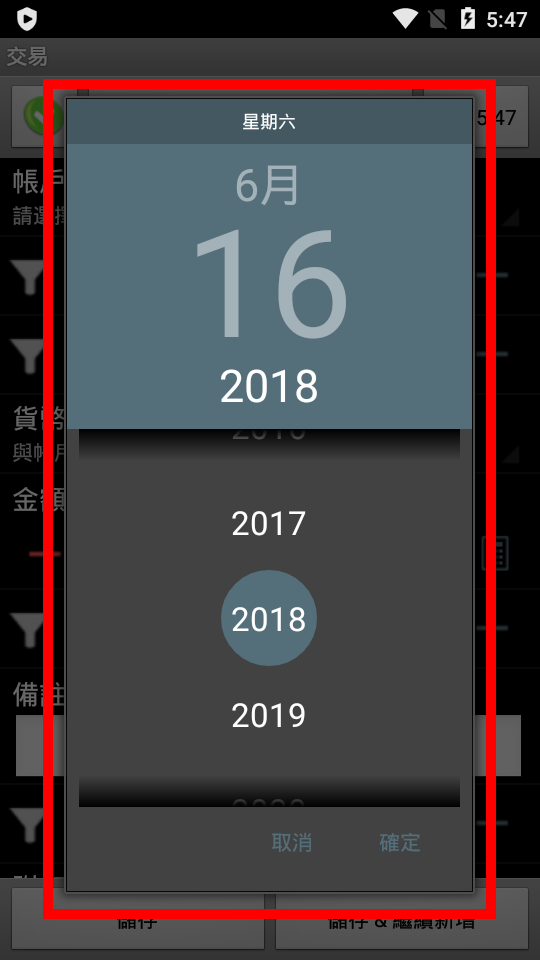 5:47
交易
5:47
星期六
帳戶
6月
請選擇
16
2018
貨幣
2016
與帳戶
2017
金額
2018
備註
2019
取消
確定
儲存
儲存 & 繼續新增